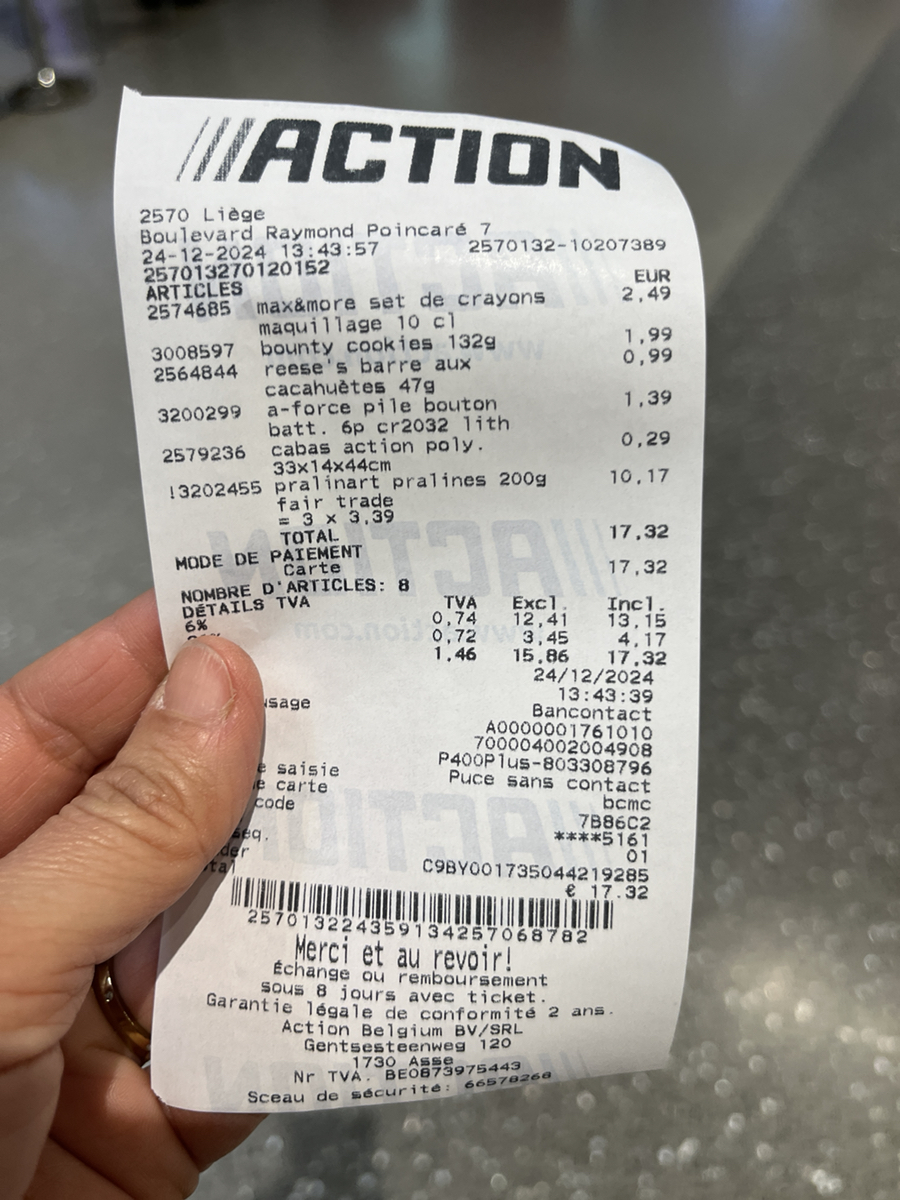 ///ACTION
2570 Liège
Boulevard Raymond Poincaré 7
24-12-2024 13:43:57 2570132-10207389
257013270120152
ARTICLES EUR
2574685 max&more set de crayons 2,49
maquillage 10 cl
3008597 bounty cookies 132g 1,99
2564844 reese's barre aux 0,99
cacahuètes 47g
3200299 a-force pile bouton 1,39
batt. 6p cr2032 lith
2579236 cabas action poly. 0,29
33x14x44cm
!3202455 pralinart pralines 200g 10,17
fair trade
= 3 x 3,39
TOTAL 17,32
MODE DE PAIEMENT
Carte 17,32
NOMBRE D'ARTICLES: 8
DÉTAILS TVA TVA Excl. Incl.
6% 0,74 12,41 13,15
0,72 3,45 4,17
1,46 15,86 17,32
24/12/2024
13:43:39
Bancontact
A0000001761010
700004002004908
e saisie P400Plus-803308796
e carte Puce sans contact
code bcmc
7B86C2
seq. ****5161
01
C9BY001735044219285
€ 17.32
2570132243591342570687​82
Merci et au revoir!
Échange ou remboursement
sous 8 jours avec ticket.
Garantie légale de conformité 2 ans.
Action Belgium BV/SRL
Gentsesteenweg 120
1730 Asse
Nr TVA. BE0873975443
Sceau de sécurité: 66578268